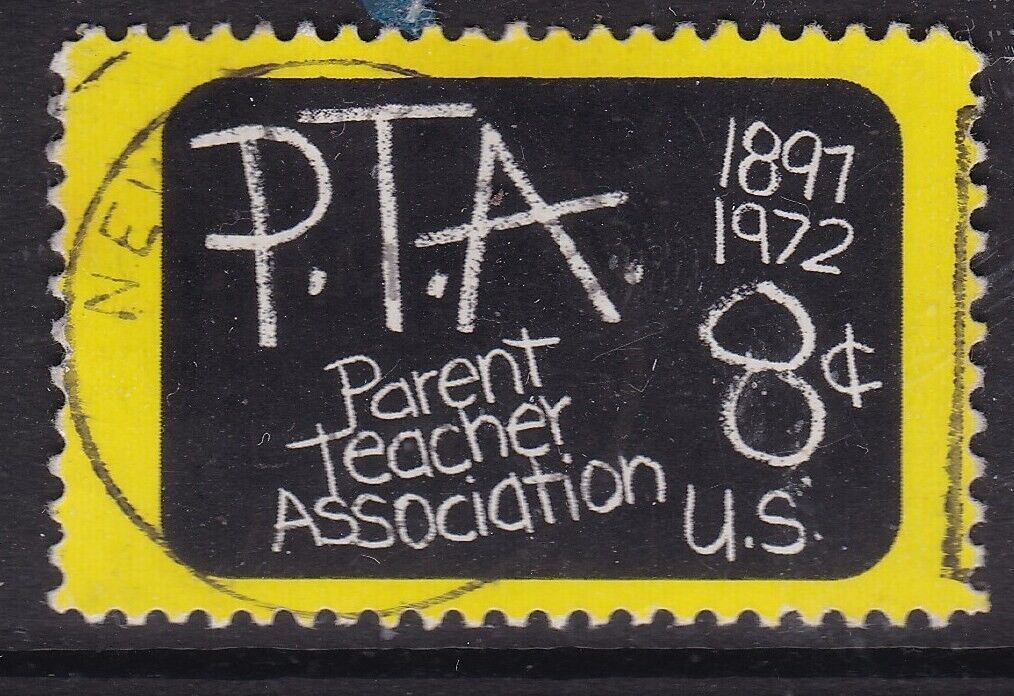 P.T.A.
1897
1972
8¢
Parent
Teacher
Association
U.S.